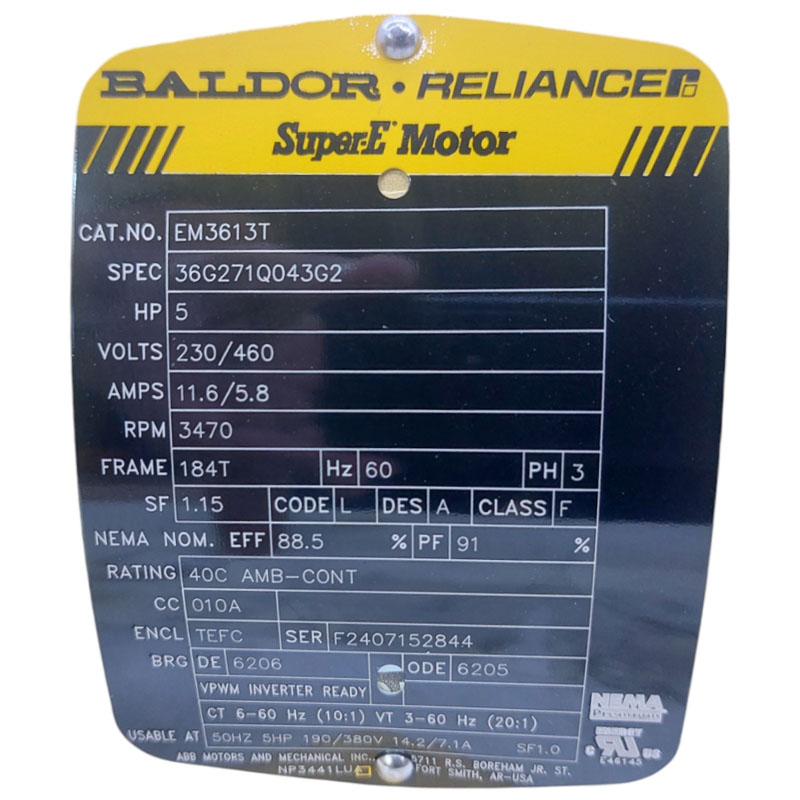 BALDOR · RELIANCE
Super-E® Motor
CAT.NO. EM3613T
SPEC 36G271Q043G2
HP 5
VOLTS 230/460
AMPS 11.6/5.8
RPM 3470
FRAME 184T Hz 60 PH 3
SF 1.15 CODE L DES A CLASS F
NEMA NOM. EFF 88.5 % PF 91 %
RATING 40C AMB-CONT
CC 010A
ENCL TEFC SER F2407152844
BRG DE 6206 ODE 6205
VPWM INVERTER READY
CT 6-60 Hz (10:1) VT 3-60 Hz (20:1)
USABLE AT 50HZ 5HP 190/380V 14.2/7.1A SF1.0
NEMA
Premium
ENERGY
C UR US
E46145
ABB MOTORS AND MECHANICAL INC., R.S. BOREHAM JR. ST.
NP3441LUA FORT SMITH, AR-USA